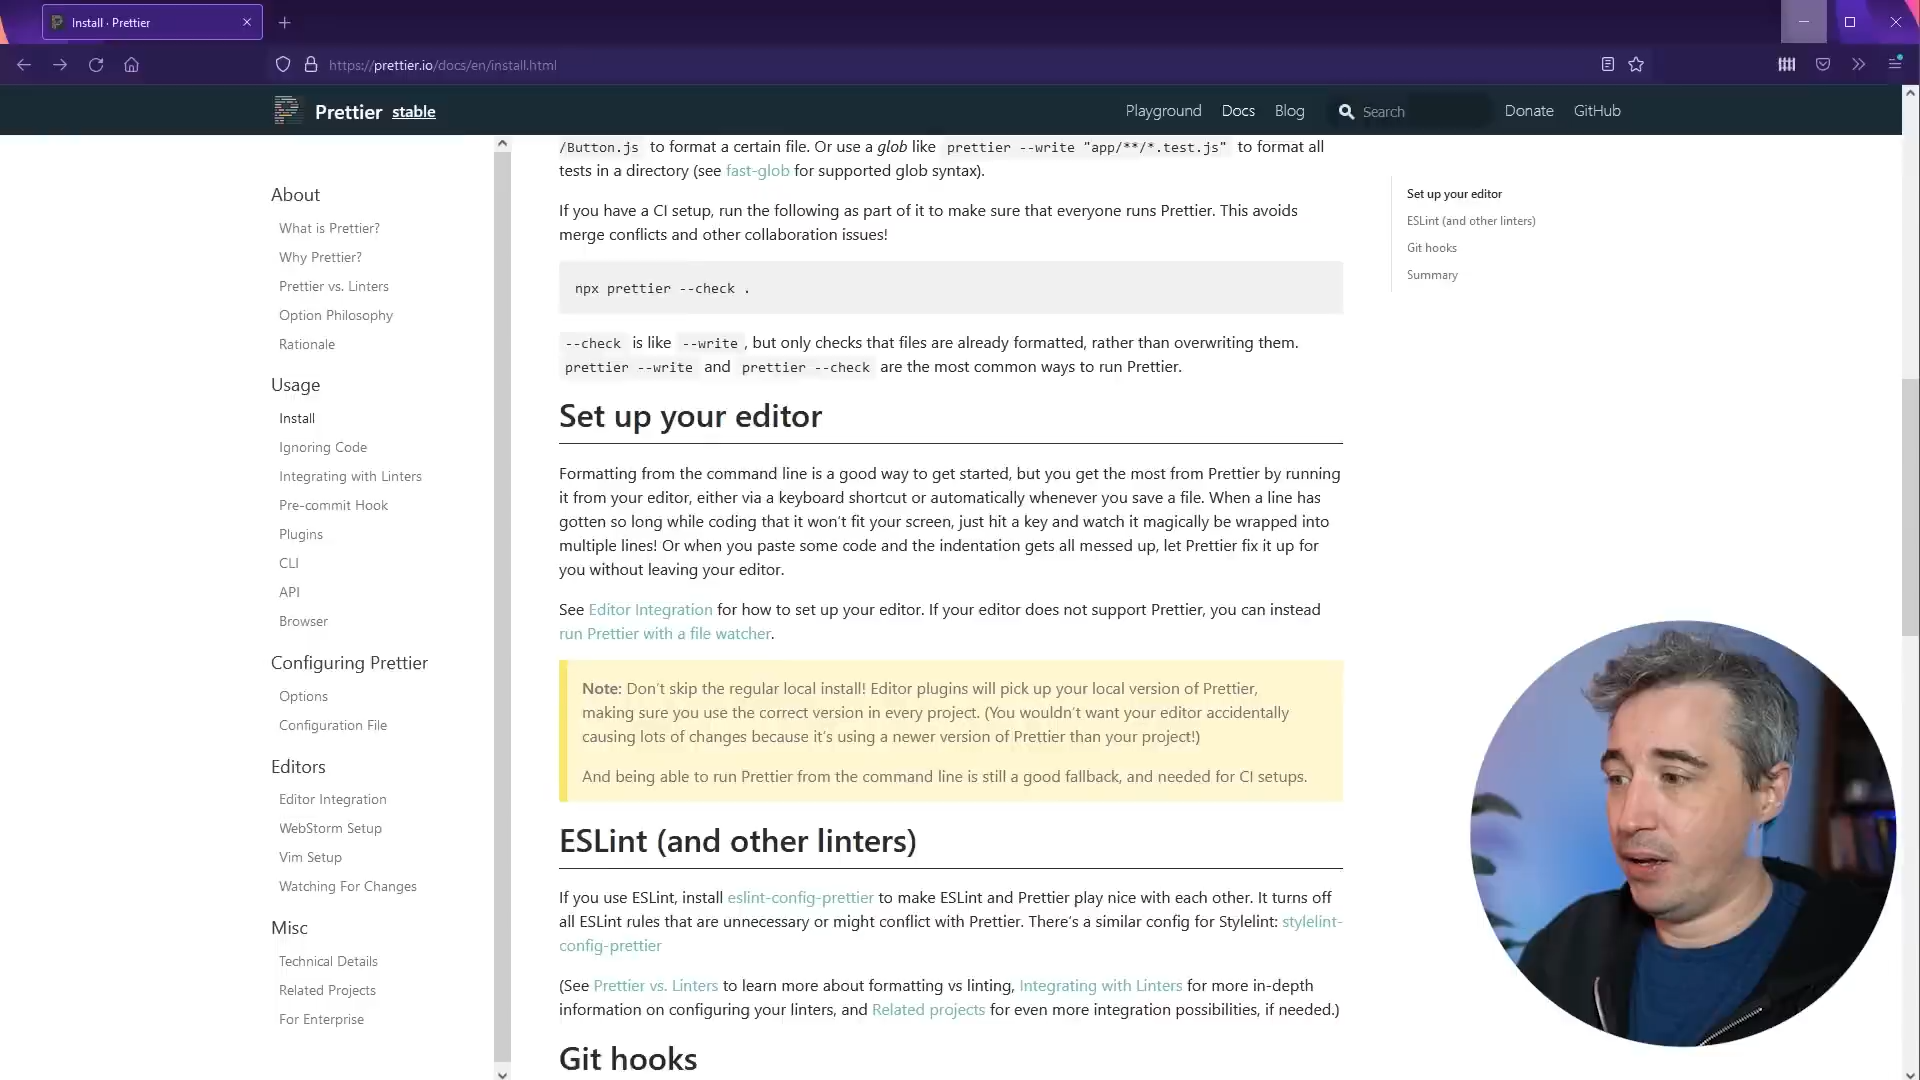 Install · Prettier
https://prettier.io/docs/en/install.html
Prettier stable
Playground
Docs
Blog
Search
Donate
GitHub
About
What is Prettier?
Why Prettier?
Prettier vs. Linters
Option Philosophy
Rationale
Usage
Install
Ignoring Code
Integrating with Linters
Pre-commit Hook
Plugins
CLI
API
Browser
Configuring Prettier
Options
Configuration File
Editors
Editor Integration
WebStorm Setup
Vim Setup
Watching For Changes
Misc
Technical Details
Related Projects
For Enterprise
/Button.js to format a certain file. Or use a glob like prettier --write "app/**/*.test.js" to format all
tests in a directory (see fast-glob for supported glob syntax).
If you have a CI setup, run the following as part of it to make sure that everyone runs Prettier. This avoids
merge conflicts and other collaboration issues!
npx prettier --check .
--check is like --write, but only checks that files are already formatted, rather than overwriting them.
prettier --write and prettier --check are the most common ways to run Prettier.
Set up your editor
Formatting from the command line is a good way to get started, but you get the most from Prettier by running
it from your editor, either via a keyboard shortcut or automatically whenever you save a file. When a line has
gotten so long while coding that it won't fit your screen, just hit a key and watch it magically be wrapped into
multiple lines! Or when you paste some code and the indentation gets all messed up, let Prettier fix it up for
you without leaving your editor.
See Editor Integration for how to set up your editor. If your editor does not support Prettier, you can instead
run Prettier with a file watcher.
Note: Don't skip the regular local install! Editor plugins will pick up your local version of Prettier,
making sure you use the correct version in every project. (You wouldn't want your editor accidentally
causing lots of changes because it's using a newer version of Prettier than your project!)
And being able to run Prettier from the command line is still a good fallback, and needed for CI setups.
ESLint (and other linters)
If you use ESLint, install eslint-config-prettier to make ESLint and Prettier play nice with each other. It turns off
all ESLint rules that are unnecessary or might conflict with Prettier. There's a similar config for Stylelint: stylelint-
config-prettier
(See Prettier vs. Linters to learn more about formatting vs linting, Integrating with Linters for more in-depth
information on configuring your linters, and Related projects for even more integration possibilities, if needed.)
Git hooks
Set up your editor
ESLint (and other linters)
Git hooks
Summary